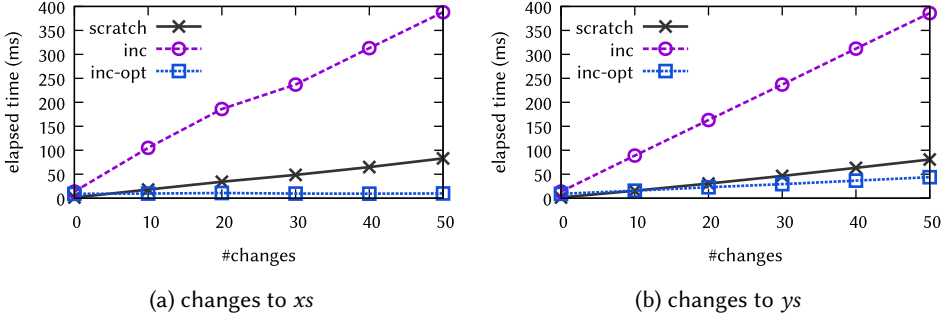 400
350
300
250
200
150
100
50
0
elapsed time (ms)
scratch
inc
inc-opt
0 10 20 30 40 50
#changes
(a) changes to xs
400
350
300
250
200
150
100
50
0
elapsed time (ms)
scratch
inc
inc-opt
0 10 20 30 40 50
#changes
(b) changes to ys